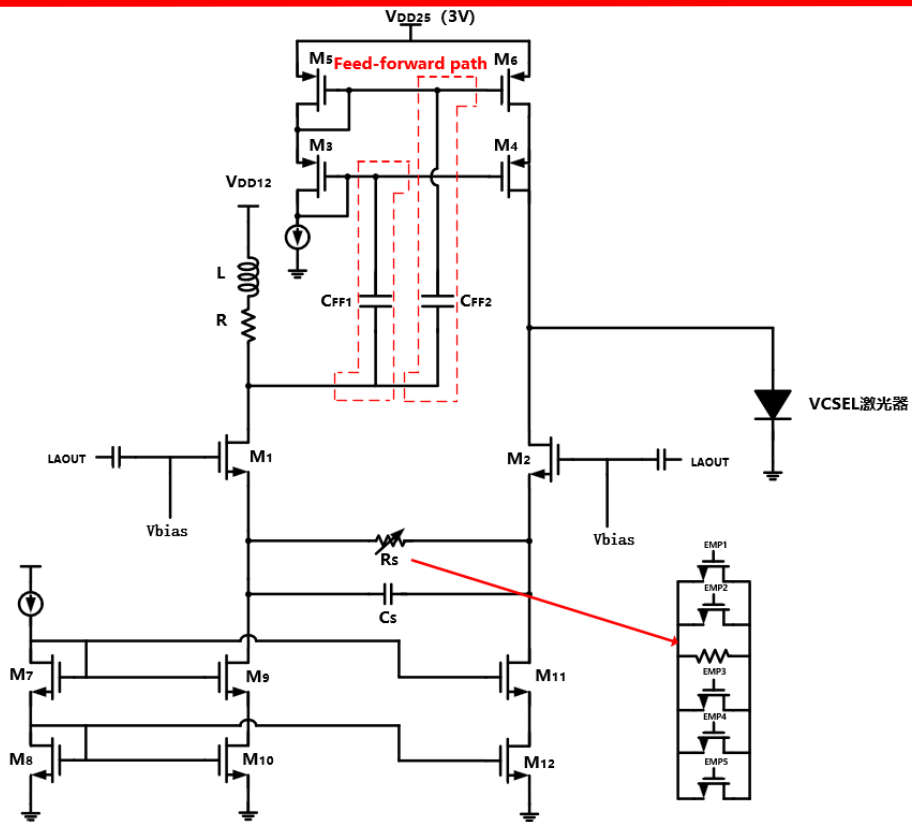 VDD25 (3V)
M5
Feed-forward path
M6
M3
M4
VDD12
L
R
CFF1
CFF2
VCSEL激光器
LAOUT
M1
M2
LAOUT
Vbias
Vbias
Rs
Cs
EMP1
EMP2
EMP3
EMP4
EMP5
M7
M9
M11
M8
M10
M12